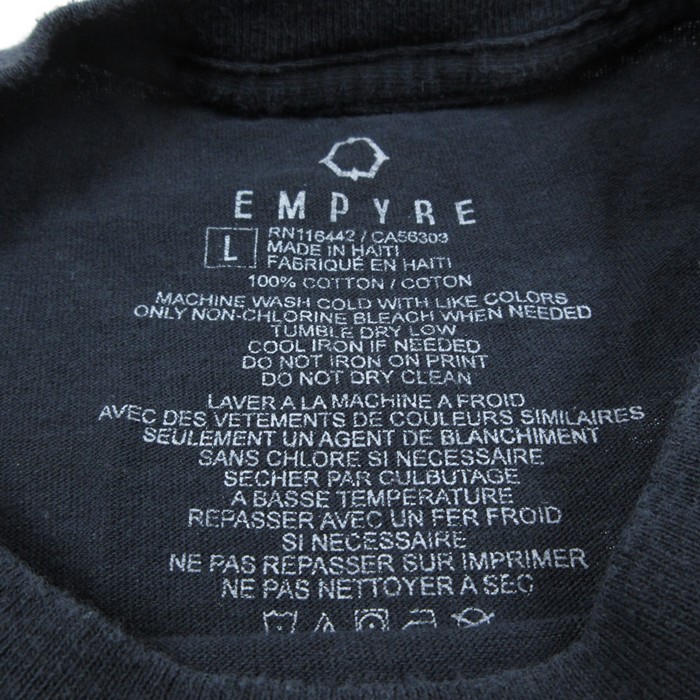 EMPYRE
L
RN116442 / CA56303
MADE IN HAITI
FABRIQUÉ EN HAITI
100% COTTON / COTON
MACHINE WASH COLD WITH LIKE COLORS
ONLY NON-CHLORINE BLEACH WHEN NEEDED
TUMBLE DRY LOW
COOL IRON IF NEEDED
DO NOT IRON ON PRINT
DO NOT DRY CLEAN
LAVER A LA MACHINE A FROID
AVEC DES VETEMENTS DE COULEURS SIMILAIRES
SEULEMENT UN AGENT DE BLANCHIMENT
SANS CHLORE SI NECESSAIRE
SECHER PAR CULBUTAGE
A BASSE TEMPERATURE
REPASSER AVEC UN FER FROID
SI NECESSAIRE
NE PAS REPASSER SUR IMPRIMER
NE PAS NETTOYER A SEC